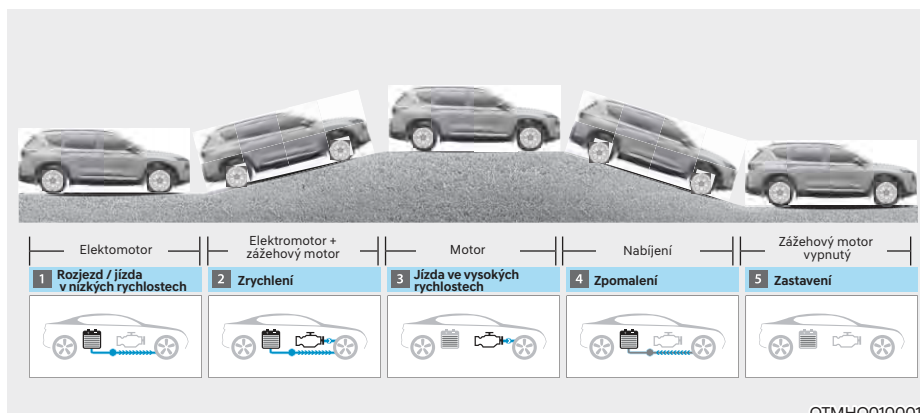 Elektomotor
Elektromotor +
zážehový motor
Motor
Nabíjení
Zážehový motor
vypnutý
1 Rozjezd / jízda
v nízkých rychlostech
2 Zrychlení
3 Jízda ve vysokých
rychlostech
4 Zpomalení
5 Zastavení
OTMHQ010001